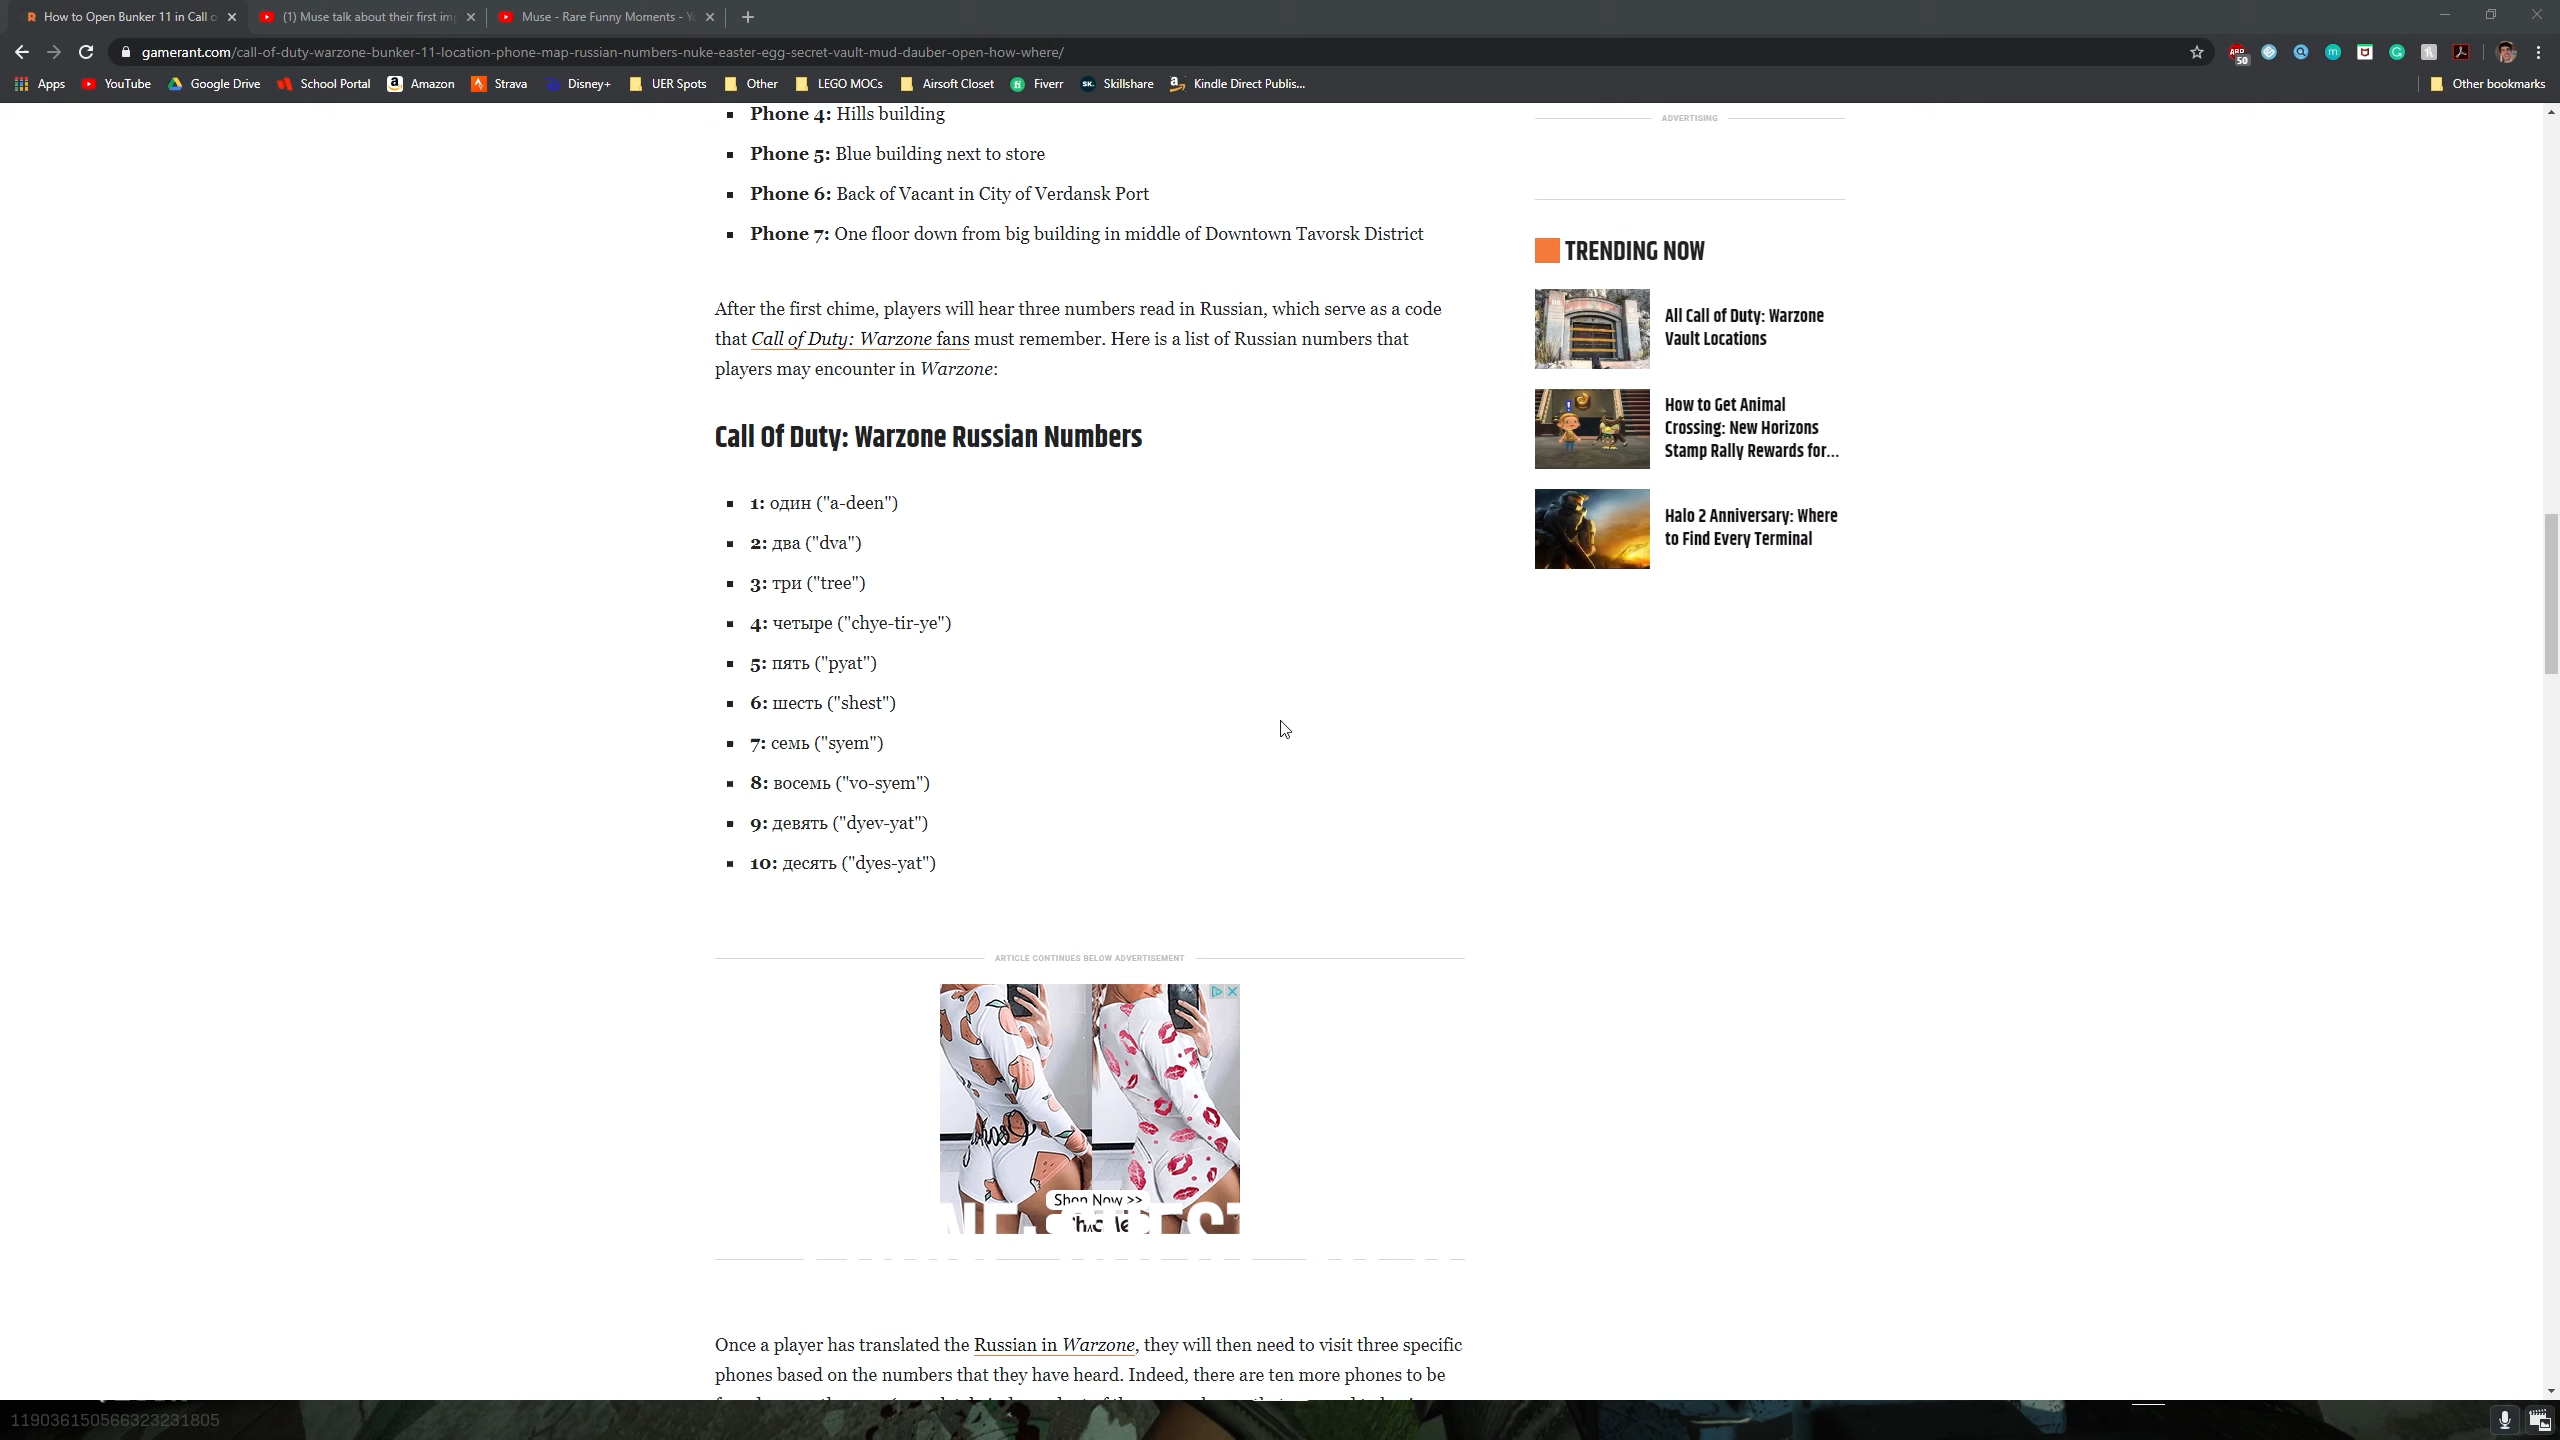 How to Open Bunker 11 in Call o
(1) Muse talk about their first im
Muse - Rare Funny Moments - Y
gamerant.com/call-of-duty-warzone-bunker-11-location-phone-map-russian-numbers-nuke-easter-egg-secret-vault-mud-dauber-open-how-where/
ABP
50
Apps YouTube Google Drive School Portal Amazon Strava Disney+ UER Spots Other LEGO MOCs Airsoft Closet Fiverr Skillshare Kindle Direct Publis... Other bookmarks
Phone 4: Hills building
Phone 5: Blue building next to store
Phone 6: Back of Vacant in City of Verdansk Port
Phone 7: One floor down from big building in middle of Downtown Tavorsk District
After the first chime, players will hear three numbers read in Russian, which serve as a code
that Call of Duty: Warzone fans must remember. Here is a list of Russian numbers that
players may encounter in Warzone:
Call Of Duty: Warzone Russian Numbers
1: один ("a-deen")
2: два ("dva")
3: три ("tree")
4: четыре ("chye-tir-ye")
5: пять ("pyat")
6: шесть ("shest")
7: семь ("syem")
8: восемь ("vo-syem")
9: девять ("dyev-yat")
10: десять ("dyes-yat")
ARTICLE CONTINUES BELOW ADVERTISEMENT
Shop Now >>
Once a player has translated the Russian in Warzone, they will then need to visit three specific
phones based on the numbers that they have heard. Indeed, there are ten more phones to be
ADVERTISING
TRENDING NOW
All Call of Duty: Warzone
Vault Locations
How to Get Animal
Crossing: New Horizons
Stamp Rally Rewards for...
Halo 2 Anniversary: Where
to Find Every Terminal
119036150566323231805